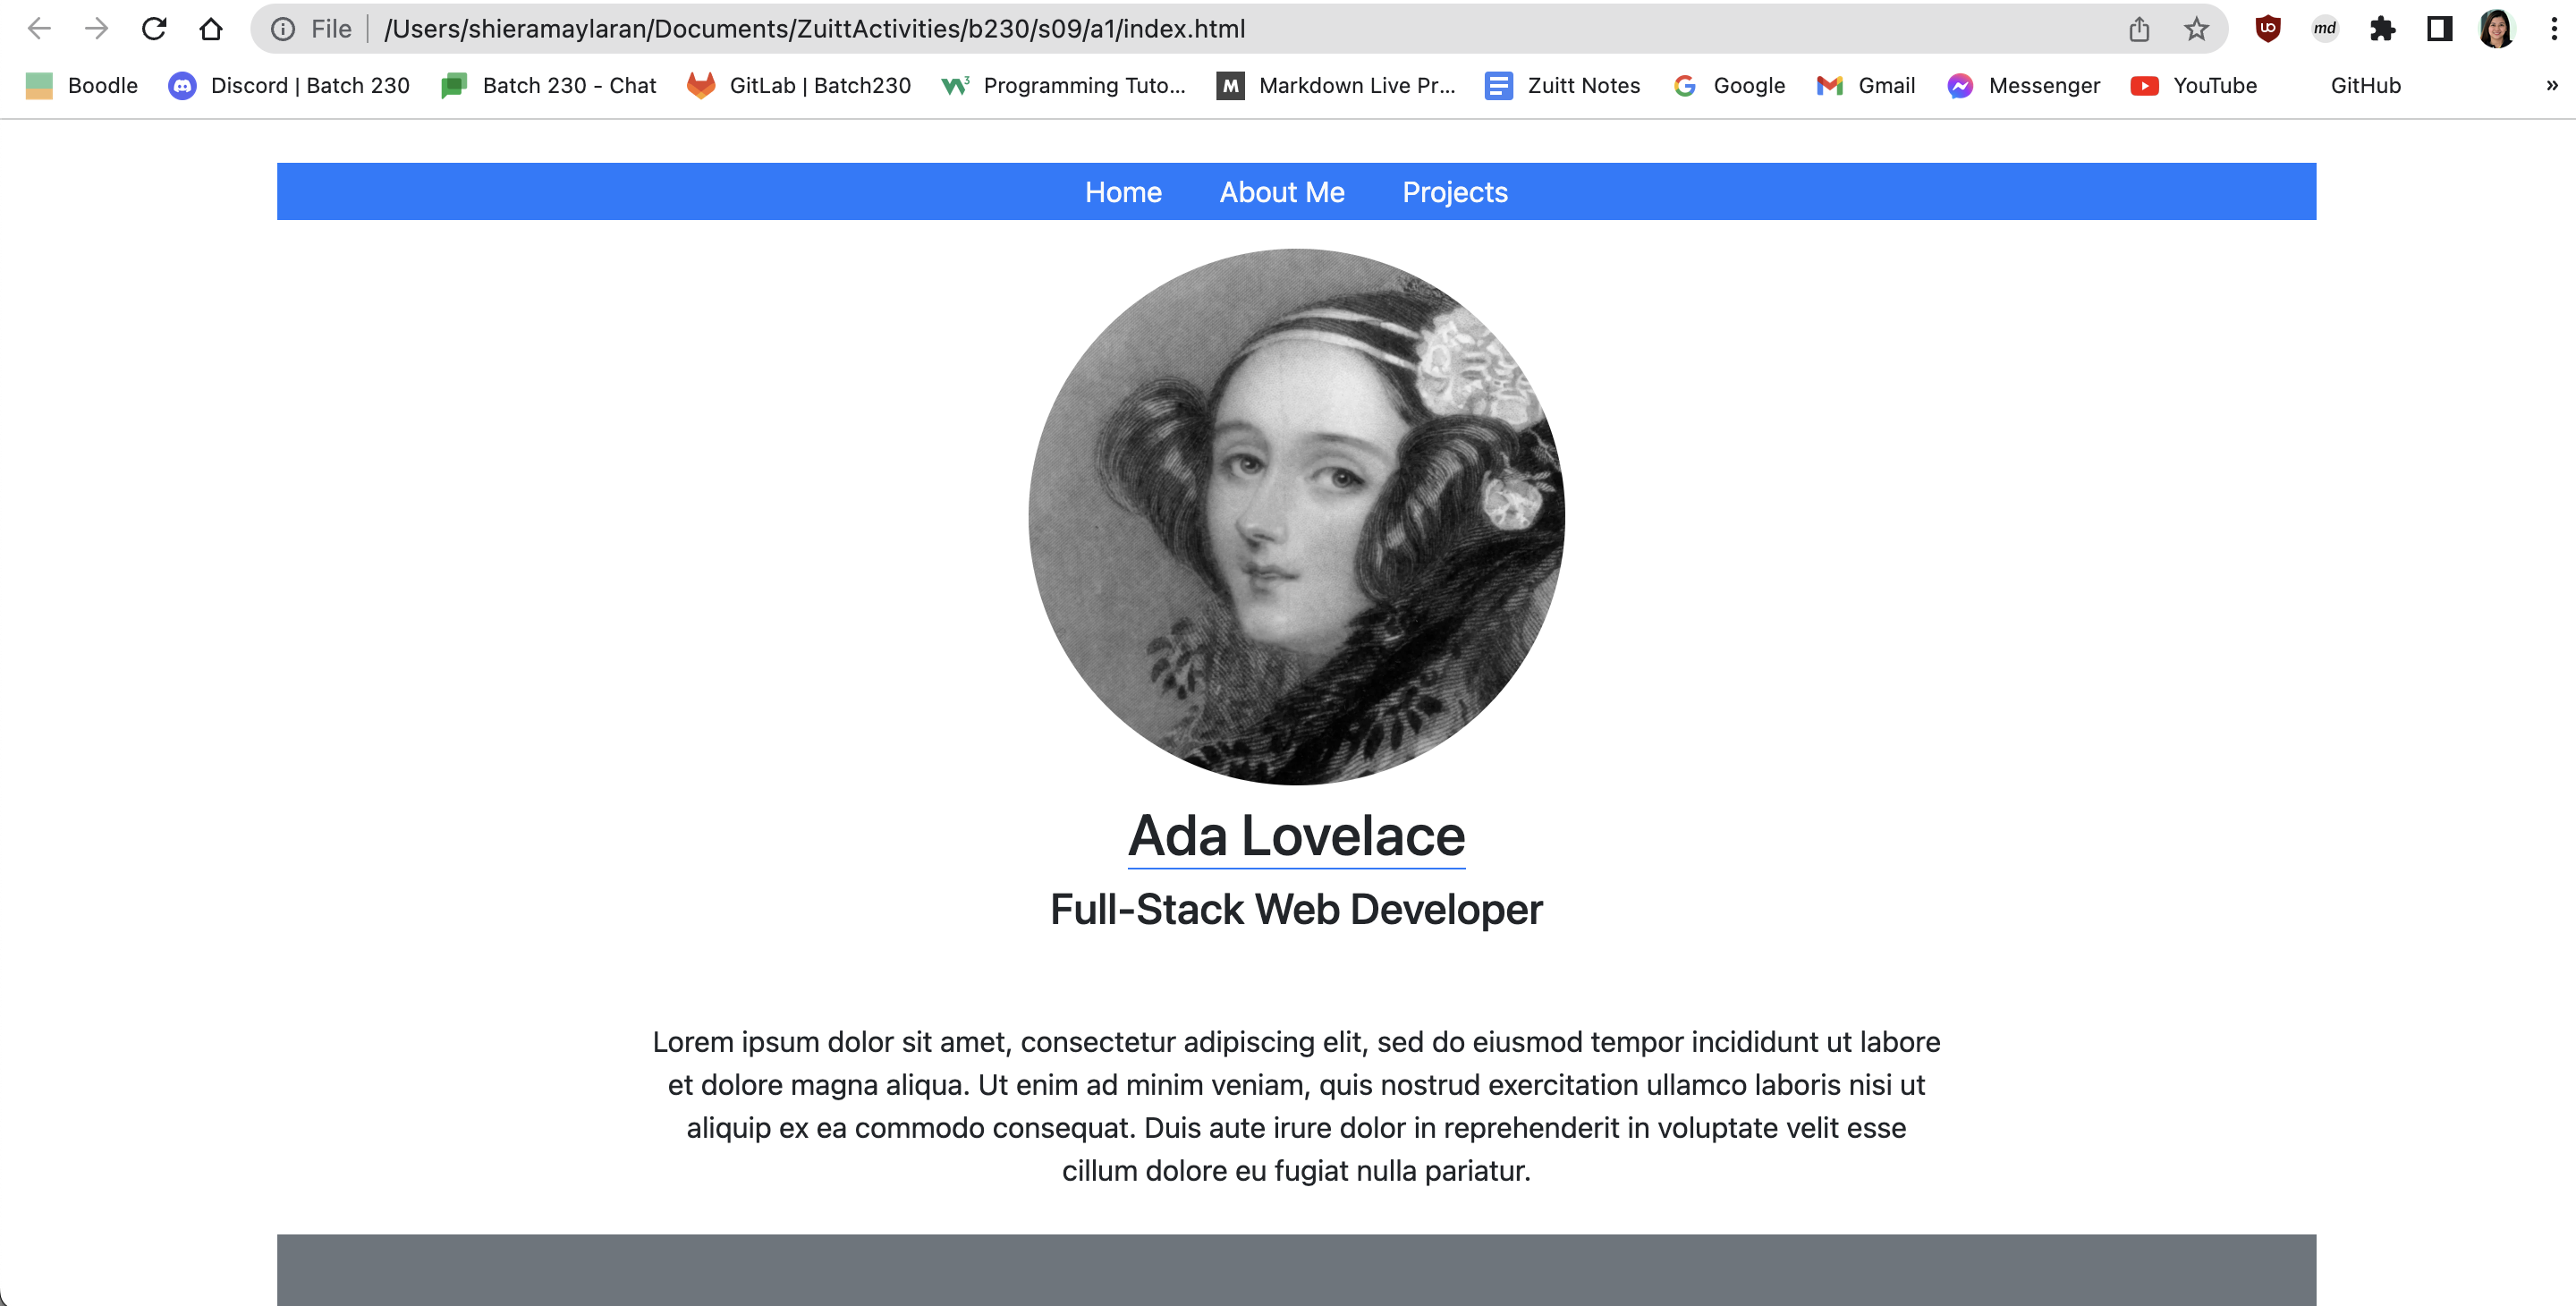 File /Users/shieramaylaran/Documents/ZuittActivities/b230/s09/a1/index.html
md
Boodle Discord | Batch 230 Batch 230 - Chat GitLab | Batch230 Programming Tuto... M Markdown Live Pr... Zuitt Notes Google Gmail Messenger YouTube GitHub »
Home About Me Projects
Ada Lovelace
Full-Stack Web Developer
Lorem ipsum dolor sit amet, consectetur adipiscing elit, sed do eiusmod tempor incididunt ut labore
et dolore magna aliqua. Ut enim ad minim veniam, quis nostrud exercitation ullamco laboris nisi ut
aliquip ex ea commodo consequat. Duis aute irure dolor in reprehenderit in voluptate velit esse
cillum dolore eu fugiat nulla pariatur.